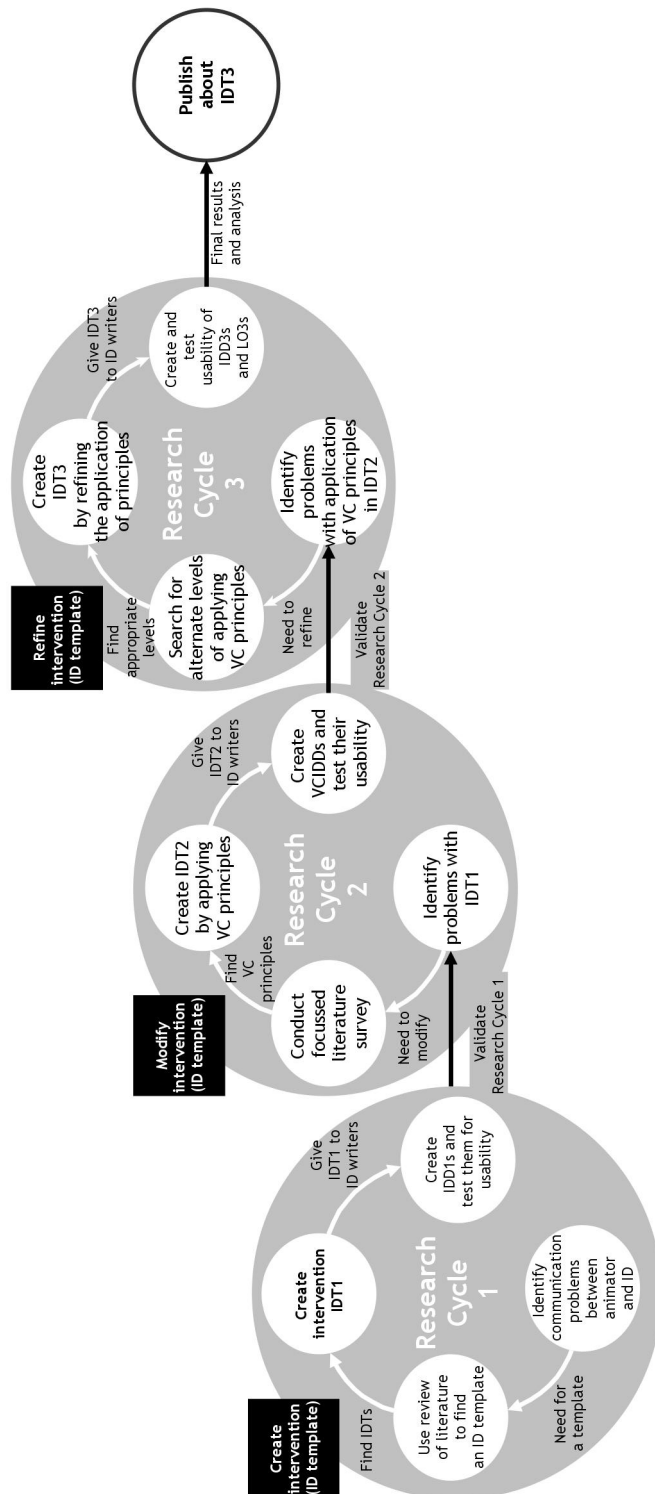 Create
intervention
(ID template)
Find IDTs
Create
intervention
IDT1
Give
IDT1 to
ID writers
Use review
of literature
to find
an ID template
Research
Cycle
1
Create
IDD1s and
test them for
usability
Need for
a template
Identify
communication
problems
between
animator
and ID
Validate
Research Cycle 1
Modify
intervention
(ID template)
Find
VC
principles
Create IDT2
by applying
VC principles
Give
IDT2 to
ID writers
Conduct
focussed
literature
survey
Research
Cycle
2
Create
VCIDDs and
test their
usability
Need to
modify
Identify
problems with
IDT1
Validate
Research Cycle 2
Refine
intervention
(ID template)
Find
appropriate
levels
Create
IDT3
by refining
the application
of principles
Give IDT3
to ID writers
Search for
alternate levels
of applying
VC principles
Research
Cycle
3
Create and
test
usability of
IDD3s
and LO3s
Need to
refine
Identify
problems
with application
of VC principles
in IDT2
Final results
and analysis
Publish
about
IDT3